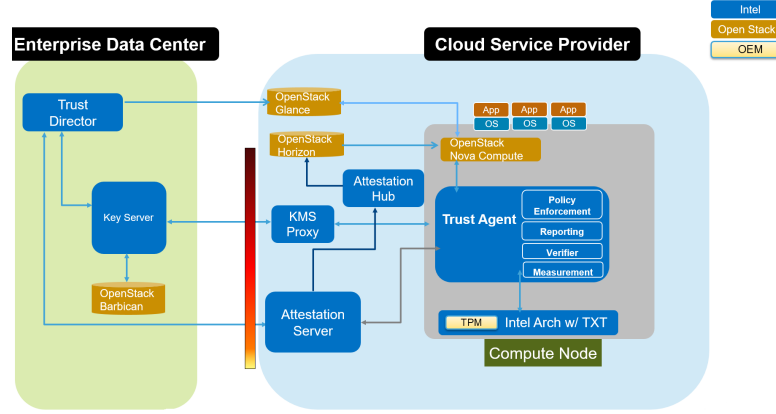 Intel
Open Stack
OEM
Enterprise Data Center
Cloud Service Provider
Trust
Director
OpenStack
Glance
App
App
App
OS
OS
OS
OpenStack
Horizon
OpenStack
Nova Compute
Attestation
Hub
Key Server
KMS
Proxy
Trust Agent
Policy
Enforcement
Reporting
Verifier
Measurement
OpenStack
Barbican
Attestation
Server
TPM
Intel Arch w/ TXT
Compute Node